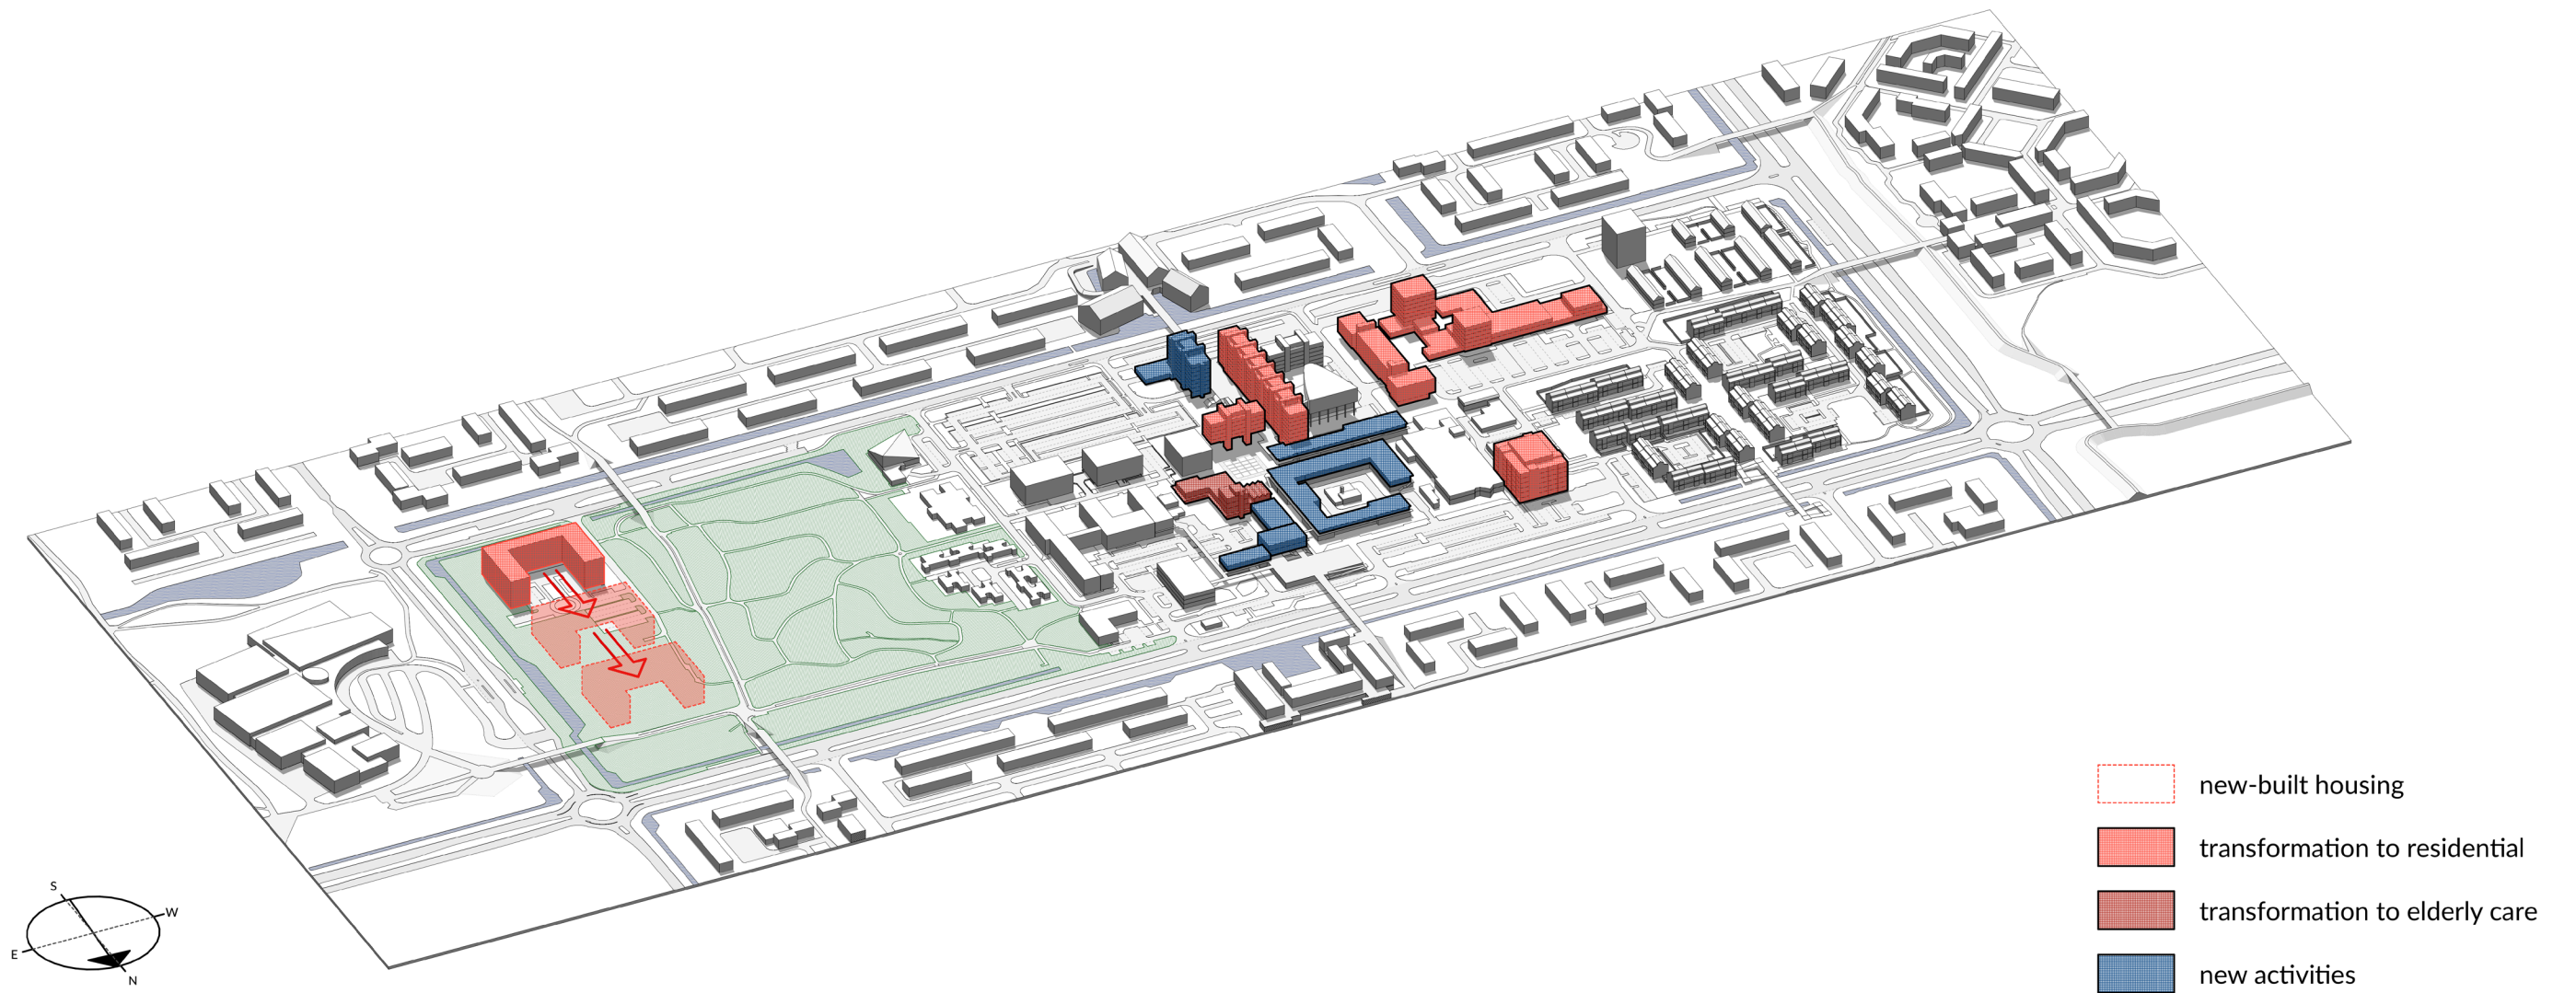 new-built housing
transformation to residential
transformation to elderly care
new activities
S
W
E
N